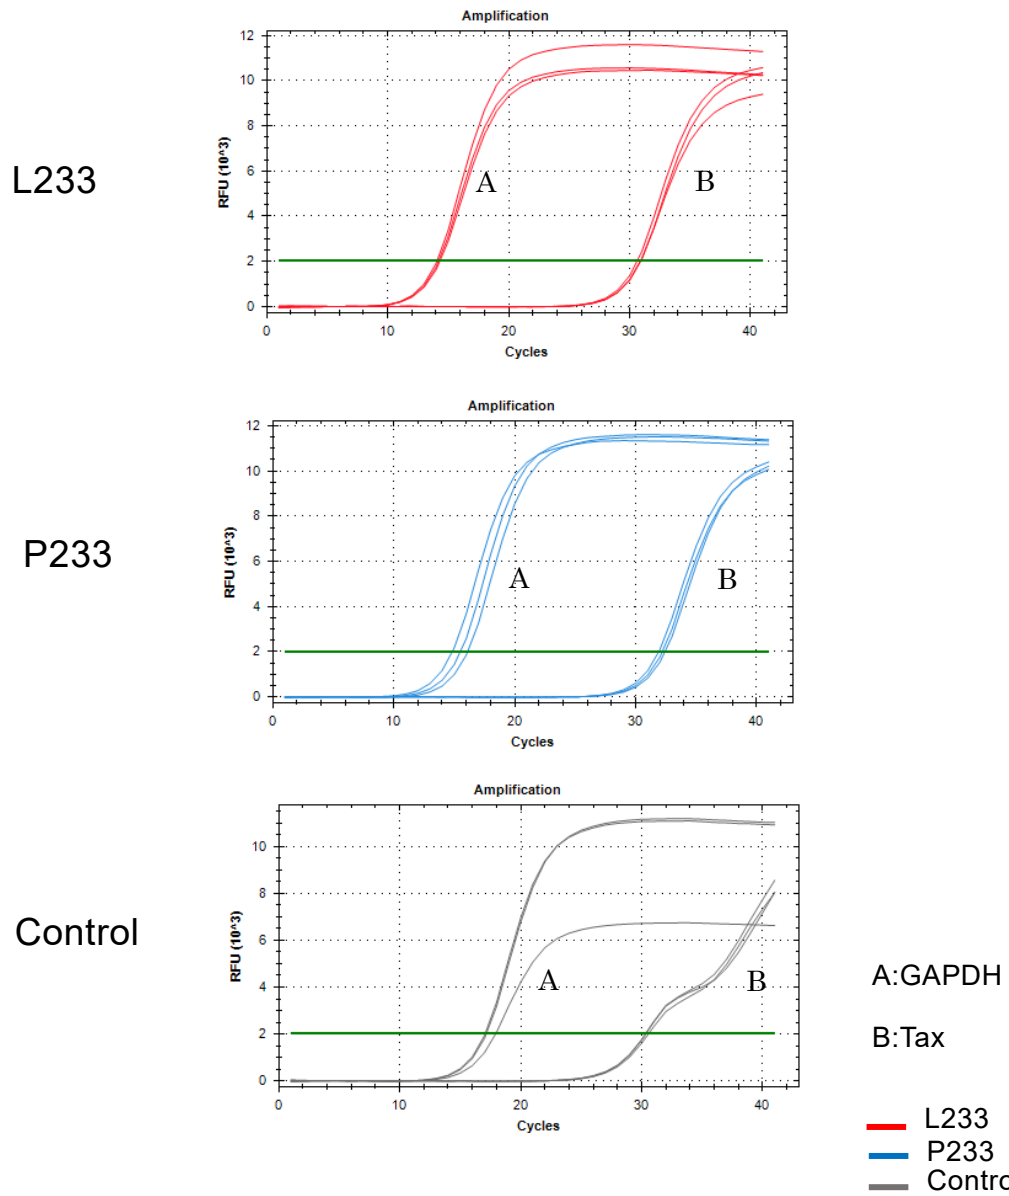 Amplification
12
10
8
6
4
2
0
RFU (10^3)
L233
A
B
0 10 20 30 40
Cycles
Amplification
12
10
8
6
4
2
0
RFU (10^3)
P233
A
B
0 10 20 30 40
Cycles
Amplification
10
8
6
4
2
0
RFU (10^3)
Control
A
B
0 10 20 30 40
Cycles
A:GAPDH
B:Tax
L233
P233
Contro